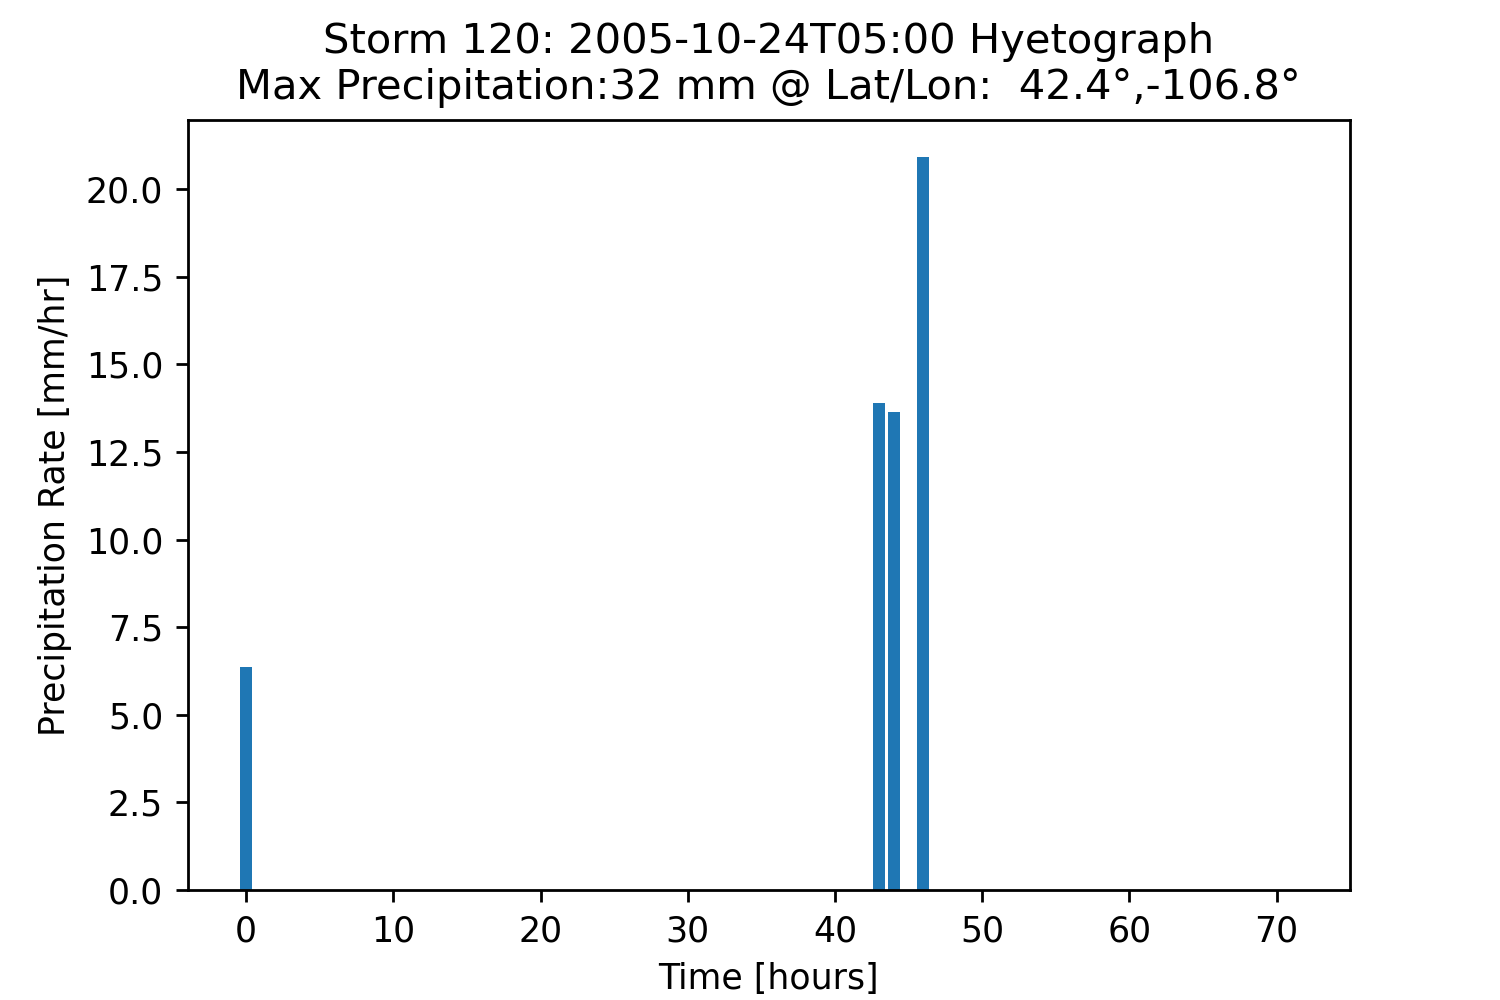 Storm 120: 2005-10-24T05:00 Hyetograph
Max Precipitation:32 mm @ Lat/Lon:  42.4°,-106.8°
Precipitation Rate [mm/hr]
20.0
17.5
15.0
12.5
10.0
7.5
5.0
2.5
0.0
0 10 20 30 40 50 60 70
Time [hours]